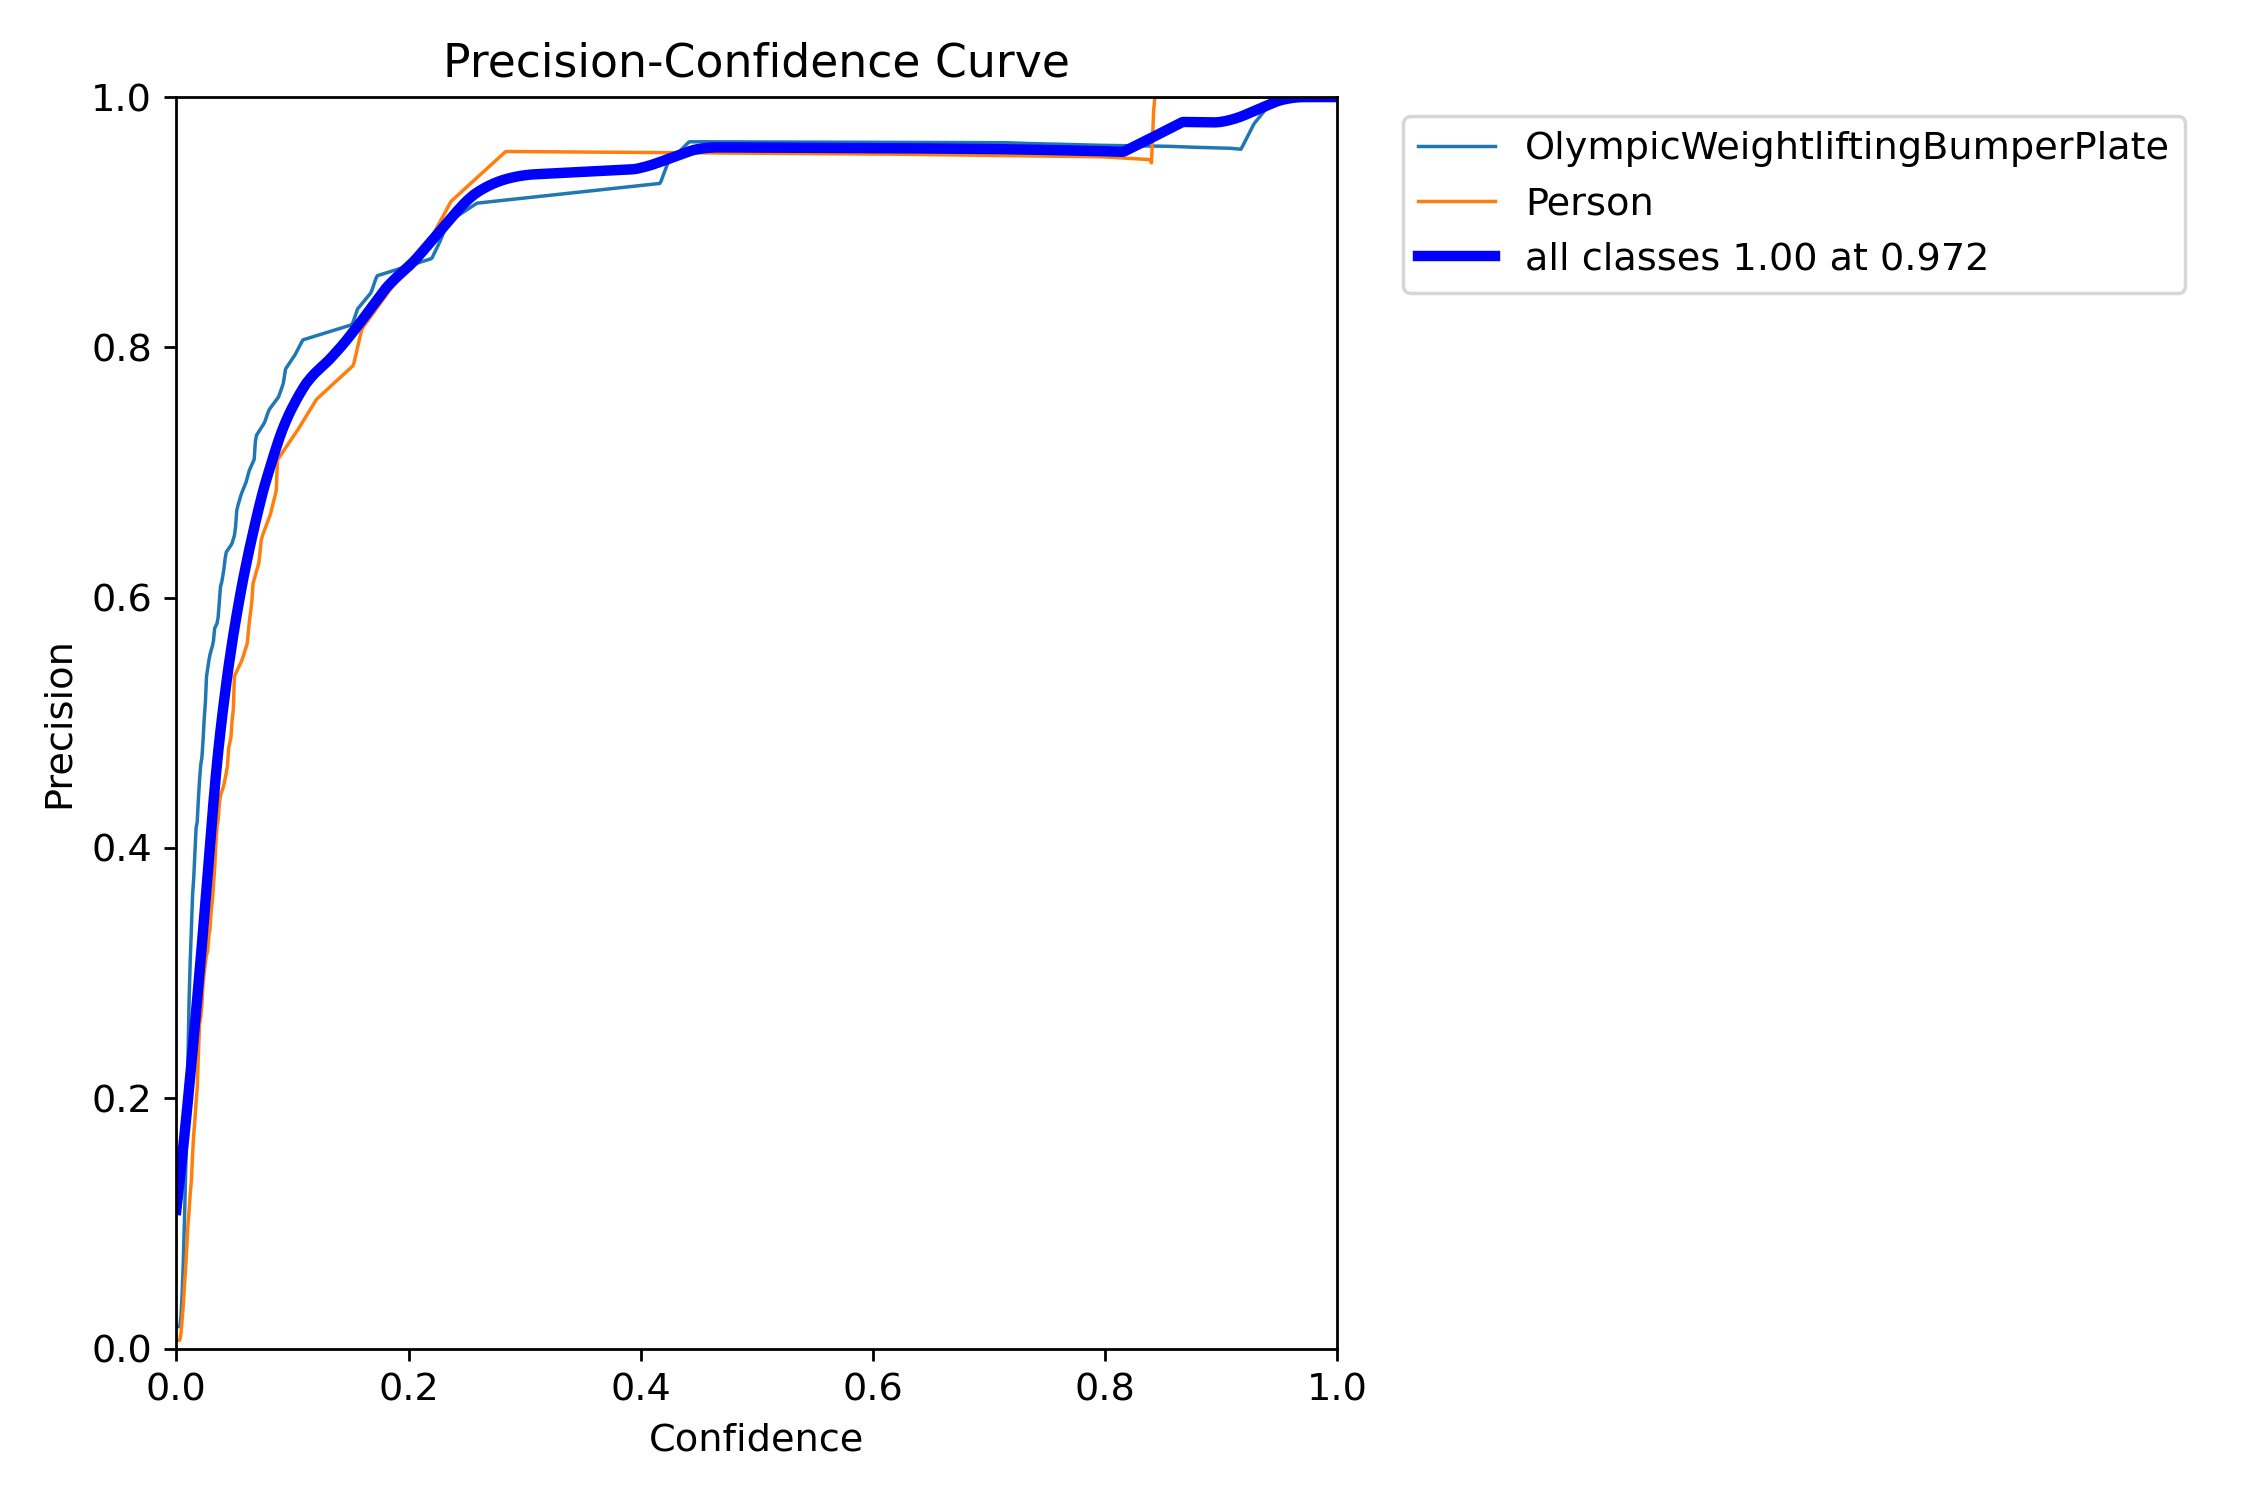 Precision-Confidence Curve
1.0
0.8
0.6
0.4
0.2
0.0
Precision
0.0 0.2 0.4 0.6 0.8 1.0
Confidence
OlympicWeightliftingBumperPlate
Person
all classes 1.00 at 0.972